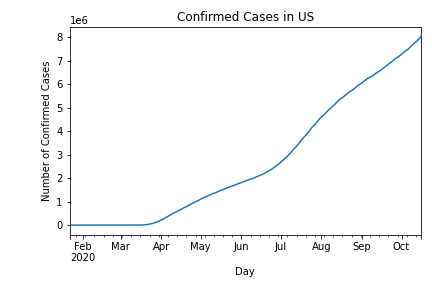 Confirmed Cases in US
1e6
8
7
6
5
4
3
2
1
0
Number of Confirmed Cases
Feb Mar Apr May Jun Jul Aug Sep Oct
2020
Day